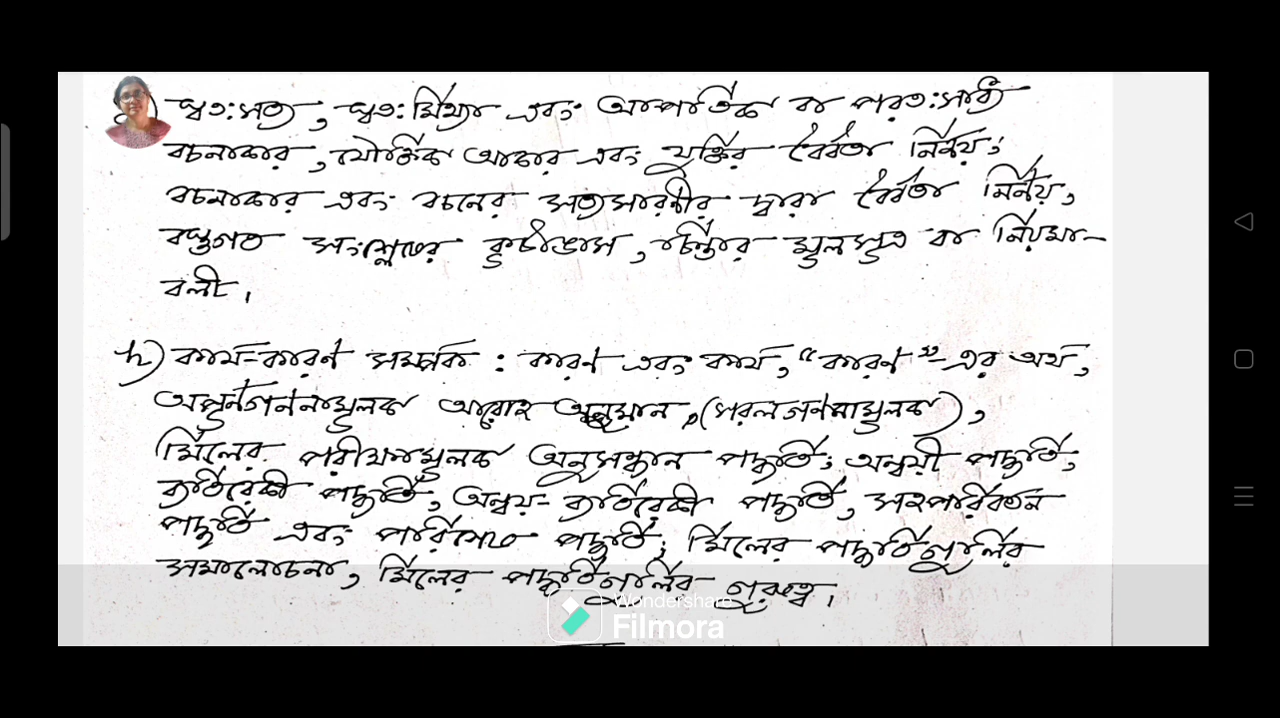 স্বতঃসত্য, স্বতঃমিথ্যা এবং আপতিক বা পরতঃসাধ্য
বচনাকার, যৌক্তিক আকার এবং যুক্তির বৈধতা নির্ণয়;
বচনাকার এবং বচনের সত্যসারণীর দ্বারা বৈধতা নির্ণয়,
বস্তুগত সংশ্লেষের কূটাভাস, চিন্তার মূলসূত্র বা নিয়মা-
বলী।
h) কার্য-কারণ সম্পর্ক : কারণ এবং কার্য, "কারণ"-এর অর্থ,
অপূর্ণগণনামূলক আরোহ অনুমান, (সরলগণনামূলক),
মিলের পরীক্ষামূলক অনুসন্ধান পদ্ধতি; অন্বয়ী পদ্ধতি,
ব্যতিরেকী পদ্ধতি, অন্বয়-ব্যতিরেকী পদ্ধতি, সহপরিবর্তন
পদ্ধতি এবং পরিশেষ পদ্ধতি; মিলের পদ্ধতিগুলির
সমালোচনা, মিলের পদ্ধতিগুলির গুরুত্ব।
Wondershare
Filmora